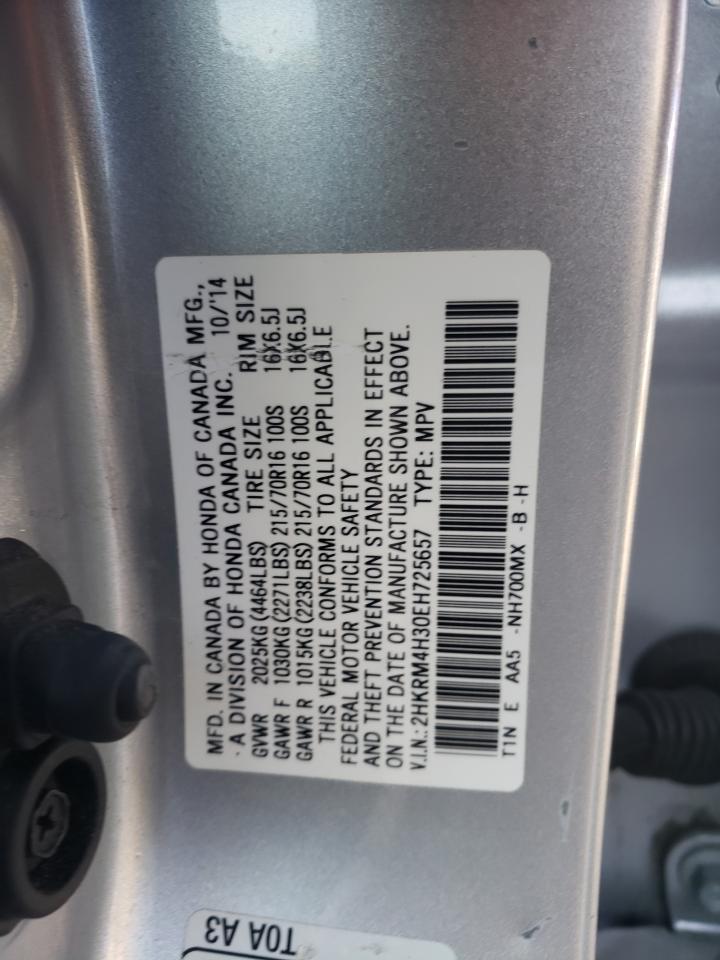 MFD. IN CANADA BY HONDA OF CANADA MFG.,
· A DIVISION OF HONDA CANADA INC. 10/'14
GVWR 2025KG(4464LBS) TIRE SIZE RIM SIZE
GAWR F 1030KG(2271LBS) 215/70R16 100S 16X6.5J
GAWR R 1015KG(2238LBS) 215/70R16 100S 16X6.5J
THIS VEHICLE CONFORMS TO ALL APPLICABLE
FEDERAL MOTOR VEHICLE SAFETY
AND THEFT PREVENTION STANDARDS IN EFFECT
ON THE DATE OF MANUFACTURE SHOWN ABOVE.
V.I.N.:2HKRM4H30EH725657 TYPE: MPV
T1N E AA5 -NH700MX -B -H
TOA A3